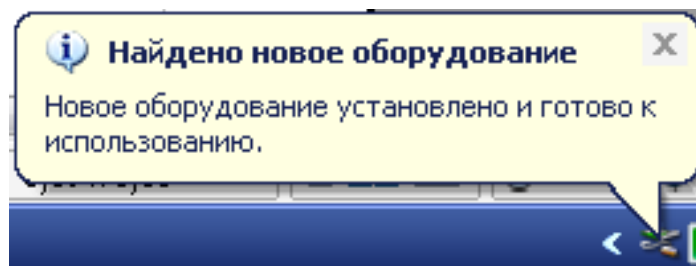 Найдено новое оборудование
Новое оборудование установлено и готово к
использованию.